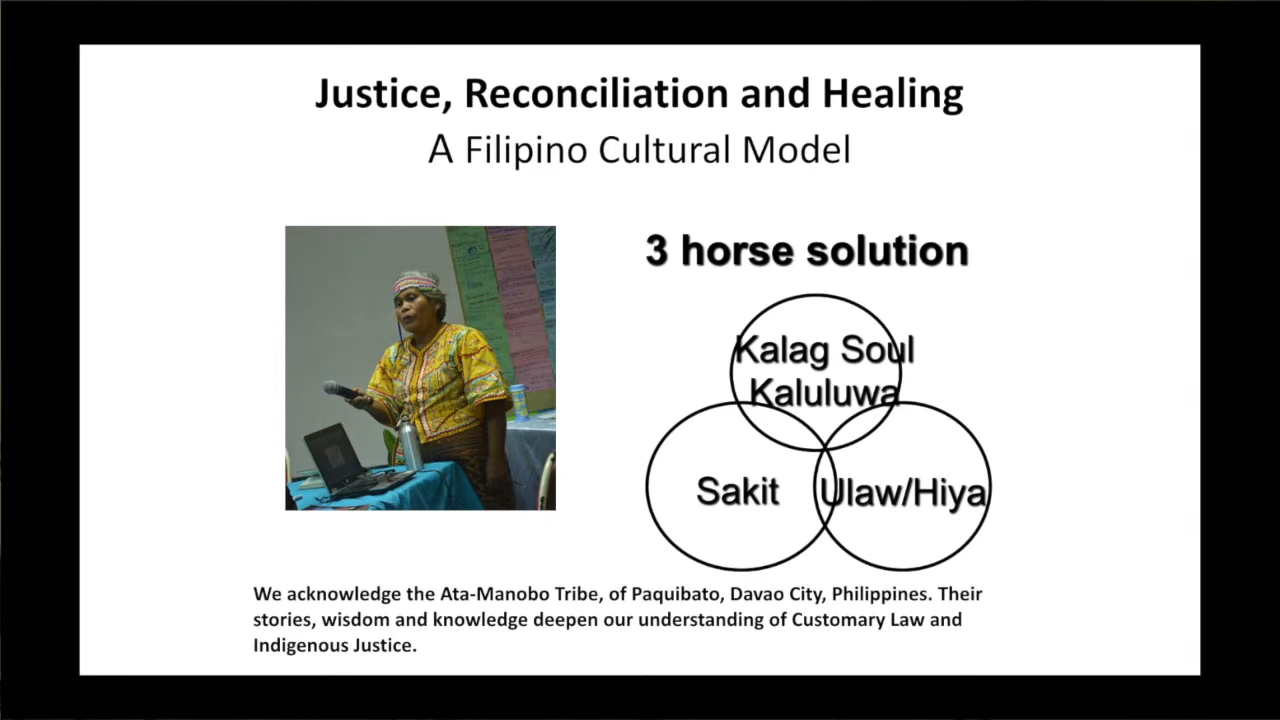 Justice, Reconciliation and Healing
A Filipino Cultural Model
3 horse solution
Kalag Soul
Kaluluwa
Sakit
Ulaw/Hiya
We acknowledge the Ata-Manobo Tribe, of Paquibato, Davao City, Philippines. Their
stories, wisdom and knowledge deepen our understanding of Customary Law and
Indigenous Justice.